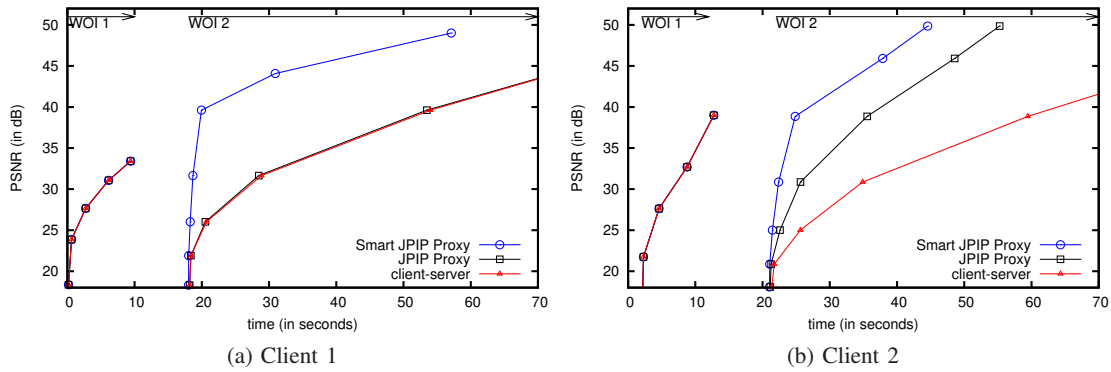 WOI 1
WOI 2
50
45
40
35
30
25
20
PSNR (in dB)
Smart JPIP Proxy
JPIP Proxy
client-server
0
10
20
30
40
50
60
70
time (in seconds)
(a) Client 1
WOI 1
WOI 2
50
45
40
35
30
25
20
PSNR (in dB)
Smart JPIP Proxy
JPIP Proxy
client-server
0
10
20
30
40
50
60
70
time (in seconds)
(b) Client 2